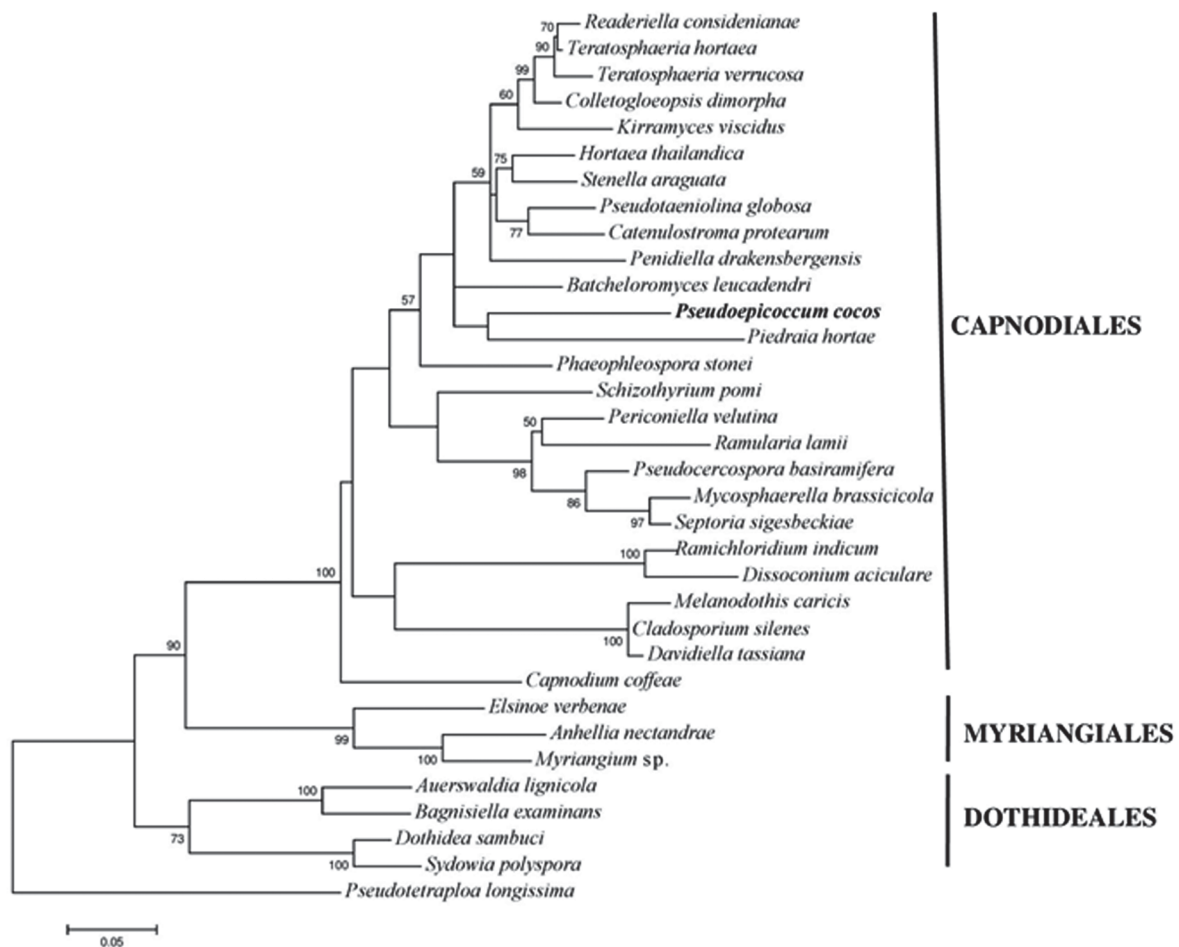 70
Readeriella considenianae
90
Teratosphaeria hortaea
99
Teratosphaeria verrucosa
60
Colletogloeopsis dimorpha
Kirramyces viscidus
75
Hortaea thailandica
59
Stenella araguata
Pseudotaeniolina globosa
77
Catenulostroma protearum
Penidiella drakensbergensis
Batcheloromyces leucadendri
57
Pseudoepicoccum cocos
CAPNODIALES
Piedraia hortae
Phaeophleospora stonei
Schizothyrium pomi
50
Periconiella velutina
Ramularia lamii
98
Pseudocercospora basiramifera
86
Mycosphaerella brassicicola
97
Septoria sigesbeckiae
100
Ramichloridium indicum
100
Dissoconium aciculare
Melanodothis caricis
100
Cladosporium silenes
Davidiella tassiana
90
Capnodium coffeae
Elsinoe verbenae
99
Anhellia nectandrae
MYRIANGIALES
100
Myriangium sp.
100
Auerswaldia lignicola
Bagnisiella examinans
DOTHIDEALES
73
Dothidea sambuci
100
Sydowia polyspora
Pseudotetraploa longissima
0.05